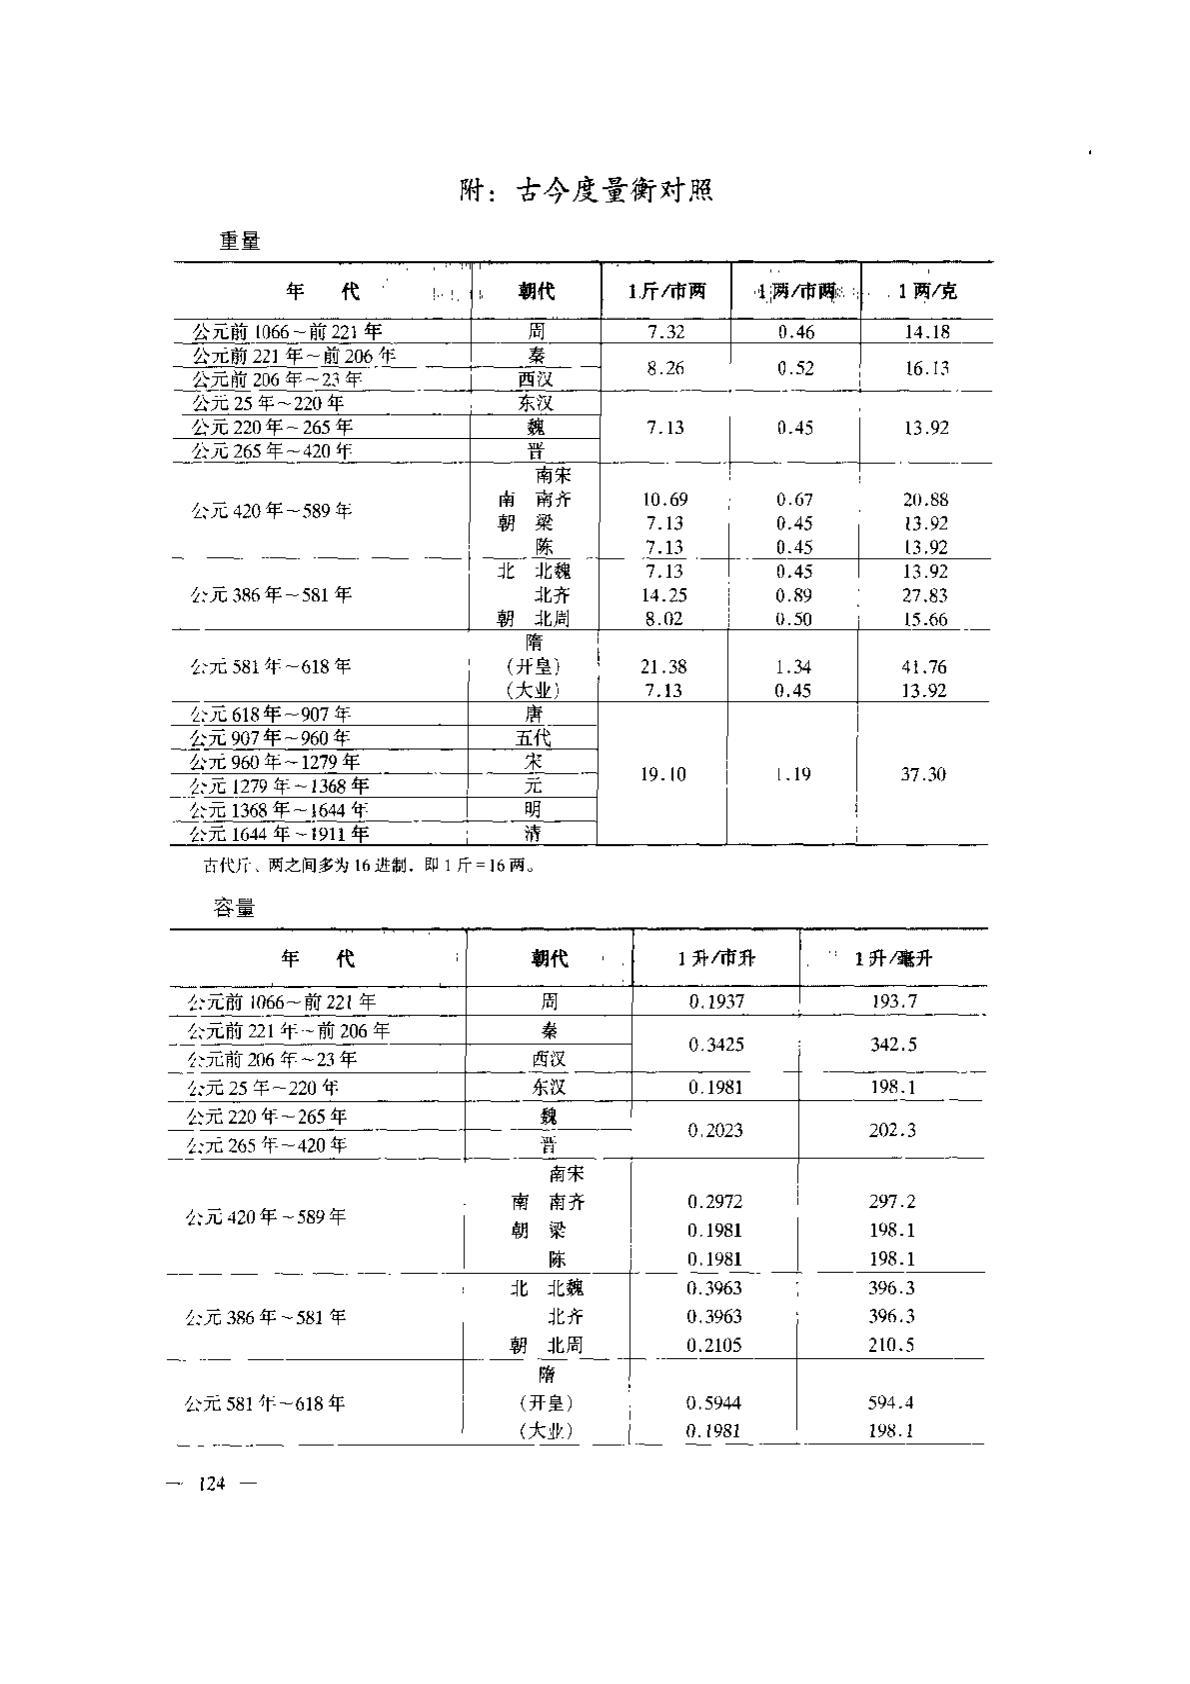 附：古今度量衡对照
重量
年 代 朝代 1斤/市两 1两/市两 1两/克
公元前1066～前221年 周 7.32 0.46 14.18
公元前221年～前206年 秦
8.26 0.52 16.13
公元前206年～23年 西汉
公元25年～220年 东汉
公元220年～265年 魏 7.13 0.45 13.92
公元265年～420年 晋
南宋
公元420年～589年 南 南齐 10.69 0.67 20.88
朝 梁 7.13 0.45 13.92
陈 7.13 0.45 13.92
北 北魏 7.13 0.45 13.92
公元386年～581年 北齐 14.25 0.89 27.83
朝 北周 8.02 0.50 15.66
隋
公元581年～618年 （开皇） 21.38 1.34 41.76
（大业） 7.13 0.45 13.92
公元618年～907年 唐
公元907年～960年 五代
公元960年～1279年 宋
19.10 1.19 37.30
公元1279年～1368年 元
公元1368年～1644年 明
公元1644年～1911年 清
古代斤、两之间多为16进制，即1斤=16两。
容量
年 代 朝代 1升/市升 1升/毫升
公元前1066～前221年 周 0.1937 193.7
公元前221年～前206年 秦
0.3425 342.5
公元前206年～23年 西汉
公元25年～220年 东汉 0.1981 198.1
公元220年～265年 魏
0.2023 202.3
公元265年～420年 晋
南宋
公元420年～589年 南 南齐 0.2972 297.2
朝 梁 0.1981 198.1
陈 0.1981 198.1
北 北魏 0.3963 396.3
公元386年～581年 北齐 0.3963 396.3
朝 北周 0.2105 210.5
隋
公元581年～618年 （开皇） 0.5944 594.4
（大业） 0.1981 198.1
— 124 —